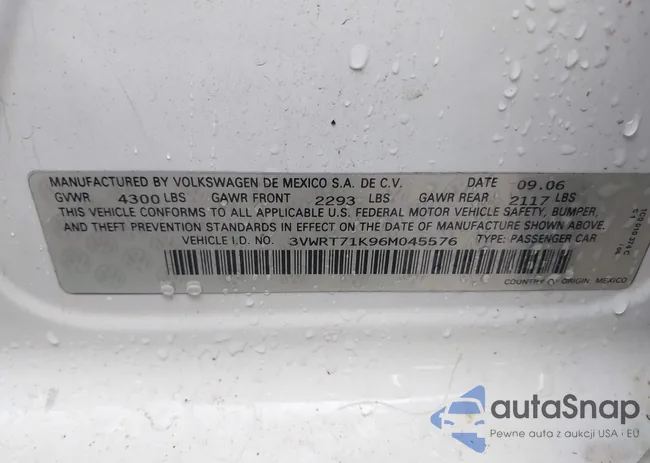 MANUFACTURED BY VOLKSWAGEN DE MEXICO S.A. DE C.V. DATE 09.06
GVWR 4300 LBS GAWR FRONT 2293 LBS GAWR REAR 2117 LBS
THIS VEHICLE CONFORMS TO ALL APPLICABLE U.S. FEDERAL MOTOR VEHICLE SAFETY, BUMPER,
AND THEFT PREVENTION STANDARDS IN EFFECT ON THE DATE OF MANUFACTURE SHOWN ABOVE.
VEHICLE I.D. NO. 3VWRT71K96M045576 TYPE: PASSENGER CAR
COUNTRY OF ORIGIN: MEXICO
autaSnap
Pewne auta z aukcji USA i EU